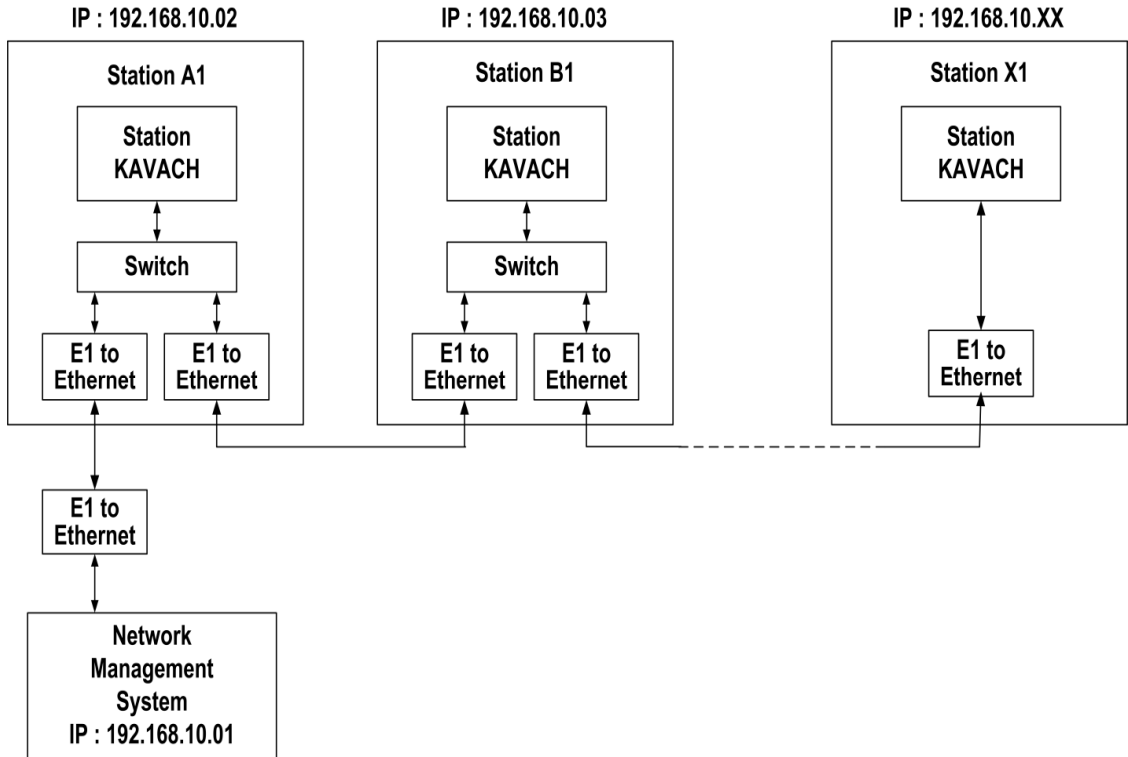 IP : 192.168.10.02
IP : 192.168.10.03
IP : 192.168.10.XX
Station A1
Station
KAVACH
Switch
E1 to
Ethernet
E1 to
Ethernet
Station B1
Station
KAVACH
Switch
E1 to
Ethernet
E1 to
Ethernet
Station X1
Station
KAVACH
E1 to
Ethernet
E1 to
Ethernet
Network
Management
System
IP : 192.168.10.01